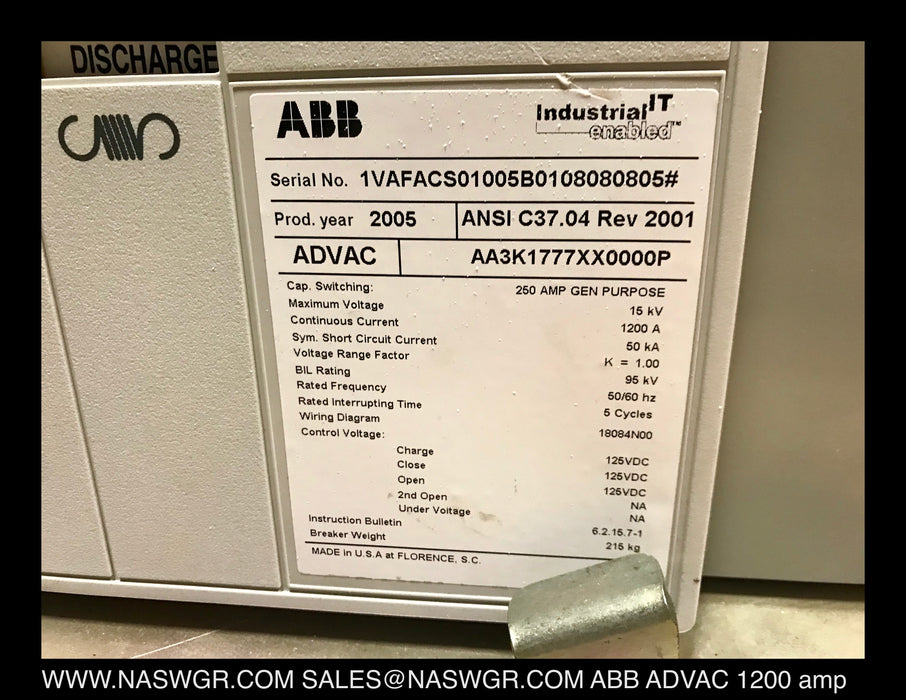 DISCHARGE
ABB
Industrial IT
enabled™
Serial No. 1VAFACS01005B0108080805#
Prod. year 2005 ANSI C37.04 Rev 2001
ADVAC AA3K1777XX0000P
Cap. Switching: 250 AMP GEN PURPOSE
Maximum Voltage 15 kV
Continuous Current 1200 A
Sym. Short Circuit Current 50 kA
Voltage Range Factor K = 1.00
BIL Rating 95 kV
Rated Frequency 50/60 hz
Rated Interrupting Time 5 Cycles
Wiring Diagram 18084N00
Control Voltage:
Charge 125VDC
Close 125VDC
Open 125VDC
2nd Open NA
Under Voltage NA
Instruction Bulletin 6.2.15.7-1
Breaker Weight 215 kg
MADE in U.S.A at FLORENCE, S.C.
WWW.NASWGR.COM SALES@NASWGR.COM ABB ADVAC 1200 amp